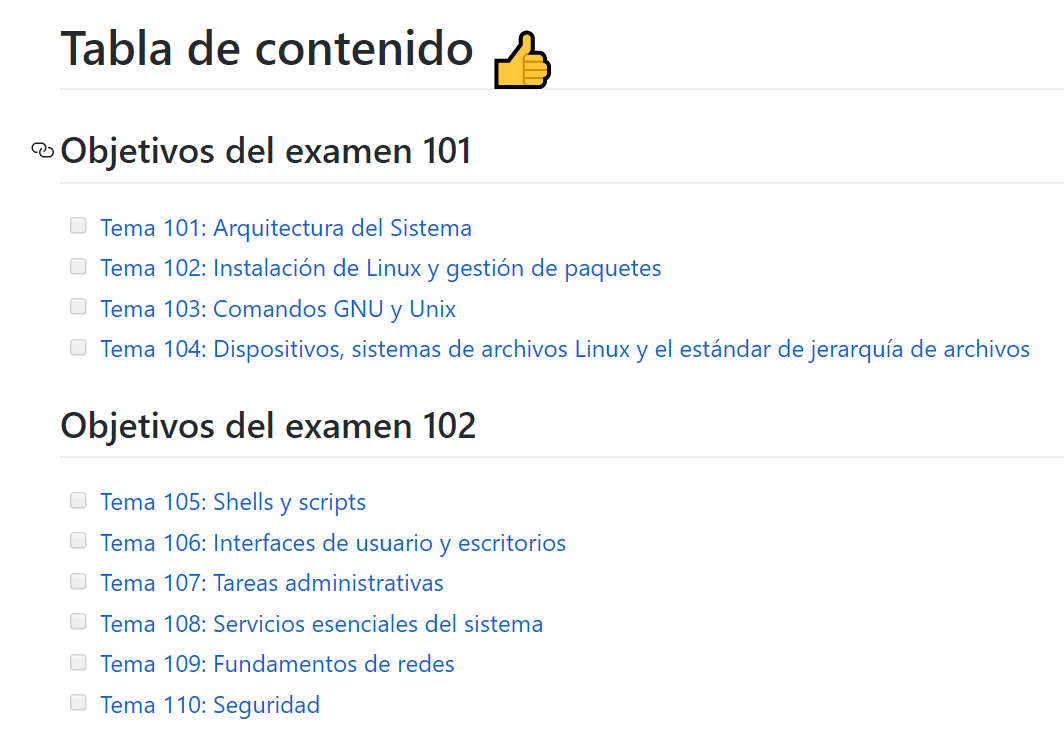 Tabla de contenido
Objetivos del examen 101
Tema 101: Arquitectura del Sistema
Tema 102: Instalación de Linux y gestión de paquetes
Tema 103: Comandos GNU y Unix
Tema 104: Dispositivos, sistemas de archivos Linux y el estándar de jerarquía de archivos
Objetivos del examen 102
Tema 105: Shells y scripts
Tema 106: Interfaces de usuario y escritorios
Tema 107: Tareas administrativas
Tema 108: Servicios esenciales del sistema
Tema 109: Fundamentos de redes
Tema 110: Seguridad